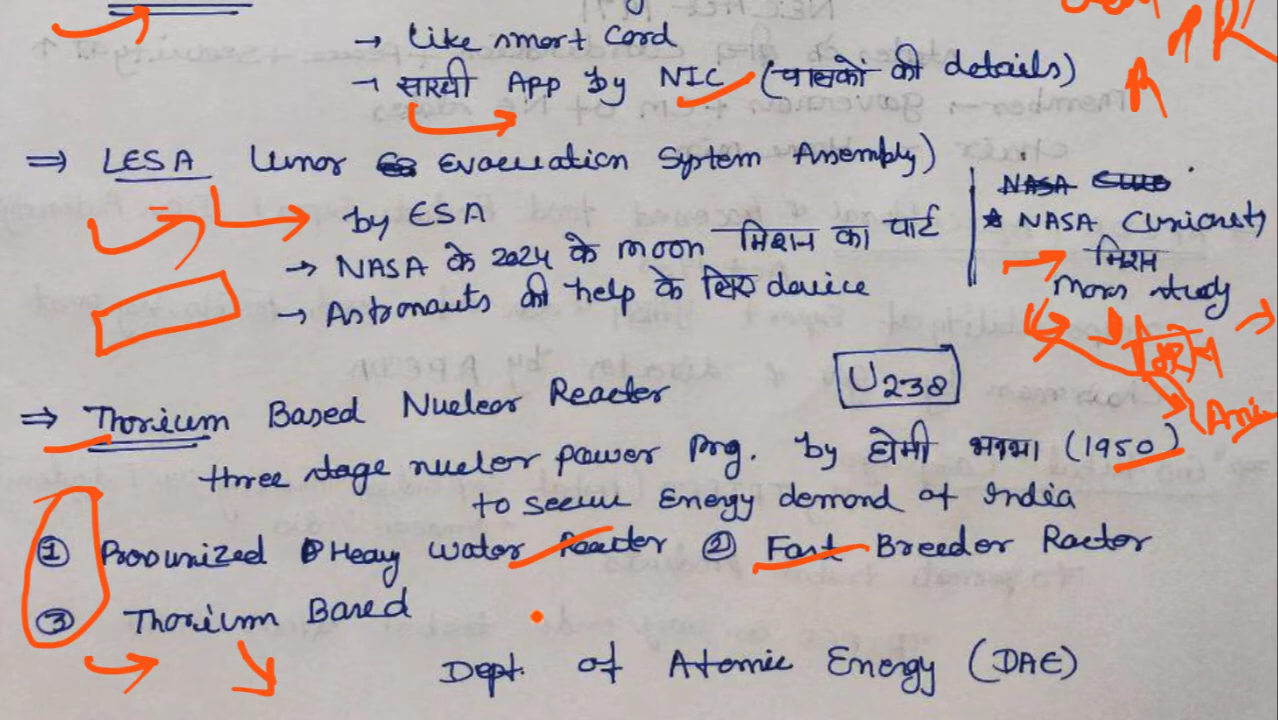 → Like smart Card
→ सारथी App by NIC (चालकों की details)
⇒ LESA Lunar Evacuation System Assembly)
by ESA
→ NASA के 2024 के moon मिशन का पार्ट
→ Astronauts की help के लिए device
NASA
* NASA Curiosity
मिशन
Mars study
U238
⇒ Thorium Based Nuclear Reactor
three stage nuclear power Prg. by होमी भाभा (1950)
to secure Energy demand of India
① Pressurized Heavy Water Reactor ② Fast Breeder Ractor
③ Thorium Based
Dept. of Atomic Energy (DAE)